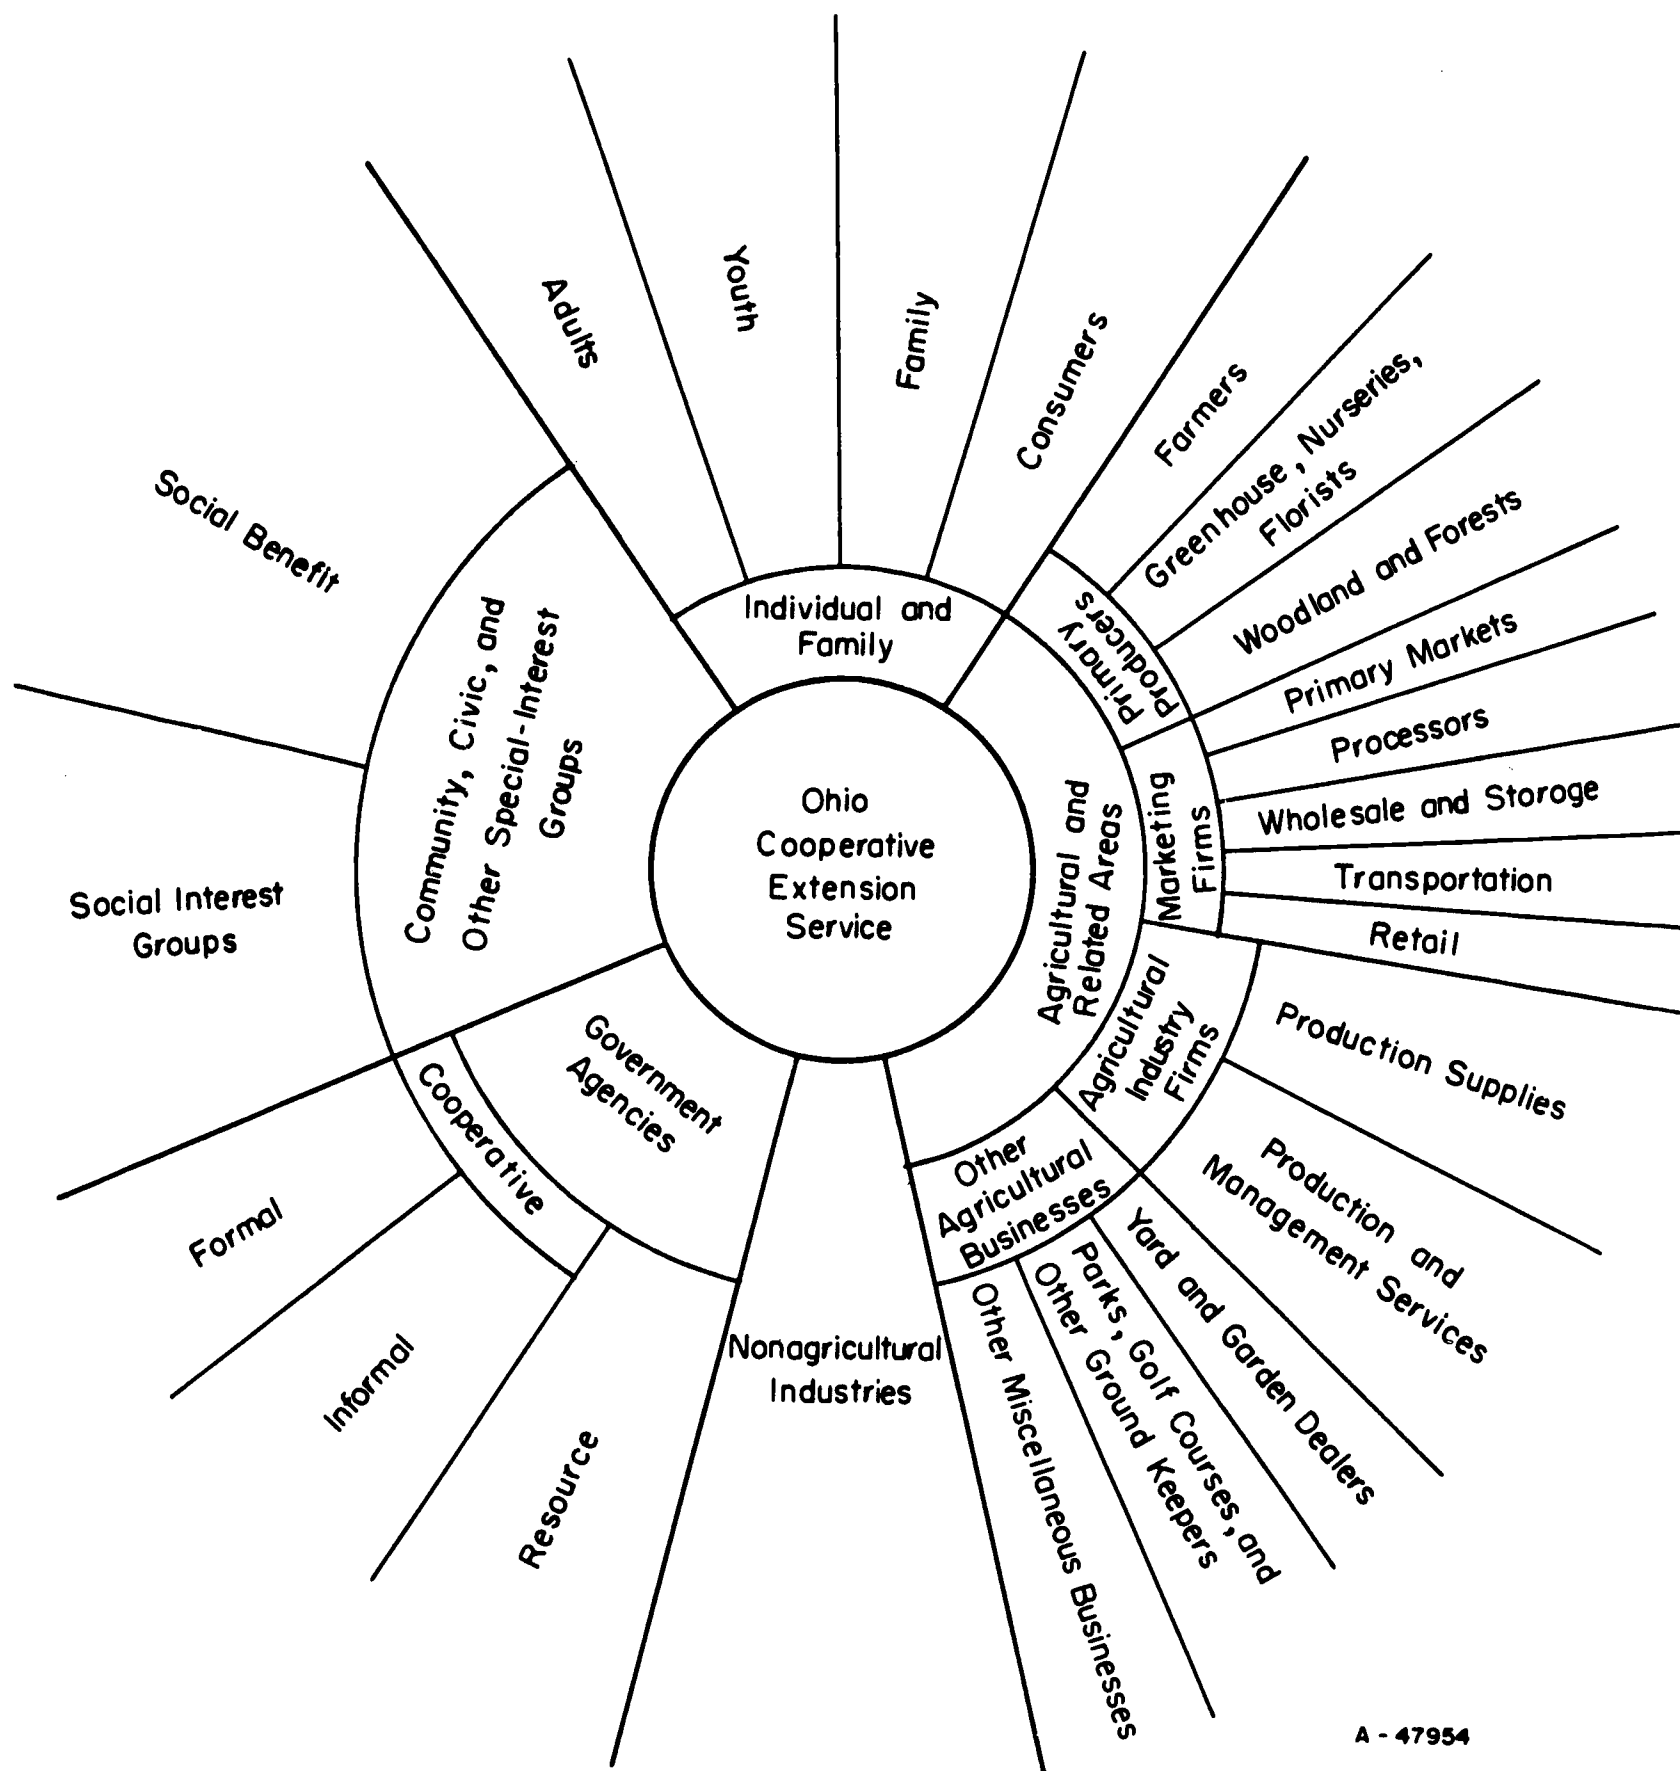 Adults
Youth
Family
Consumers
Farmers
Greenhouse, Nurseries,
Florists
Woodland and Forests
Primary Markets
Processors
Wholesale and Storoge
Transportation
Retail
Production Supplies
Production and
Management Services
Yard and Garden Dealers
Parks, Golf Courses, and
Other Ground Keepers
Other Miscellaneous Businesses
Nonagricultural
Industries
Resource
Informal
Formal
Social Interest
Groups
Social Benefit
Individual and
Family
Primary
Producers
Marketing
Firms
Agricultural and
Related Areas
Agricultural
Industry
Firms
Other
Agricultural
Businesses
Government
Agencies
Cooperative
Community, Civic, and
Other Special-Interest
Groups
Ohio
Cooperative
Extension
Service
A - 47954